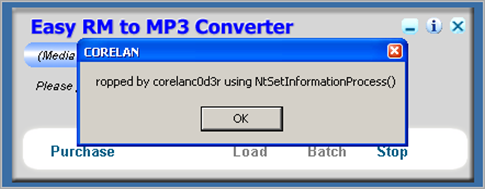 Easy RM to MP3 Converter
(Media
CORELAN
ropped by corelanc0d3r using NtSetInformationProcess()
Please
OK
Purchase Load Batch Stop